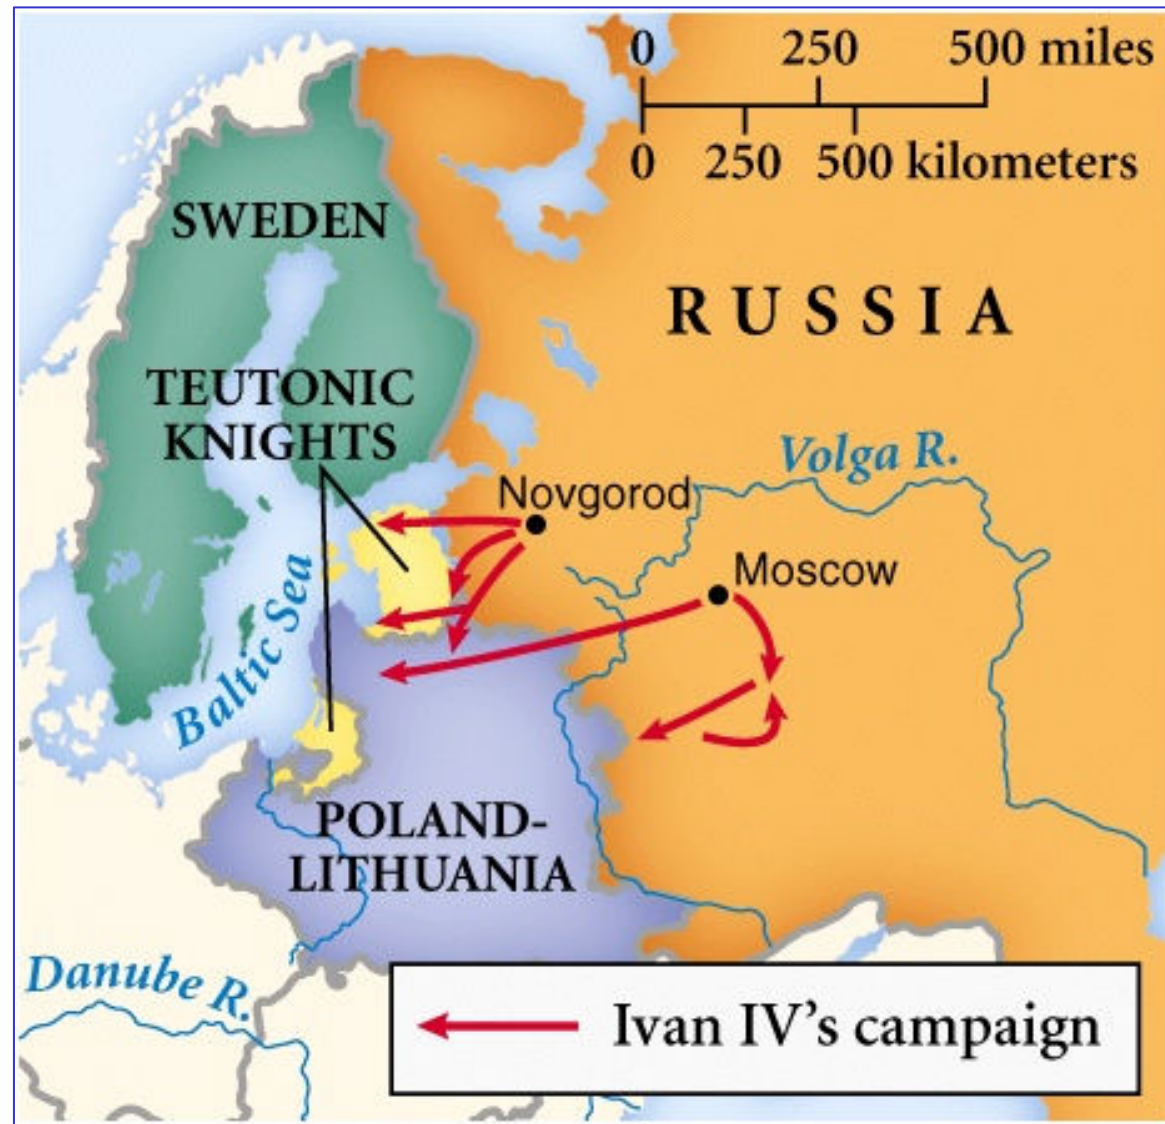 0 250 500 miles
0 250 500 kilometers
SWEDEN
RUSSIA
TEUTONIC
KNIGHTS
Volga R.
Novgorod
Moscow
Baltic Sea
POLAND-
LITHUANIA
Danube R.
Ivan IV's campaign